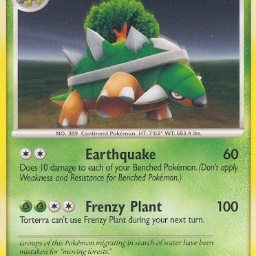 NO. 389 Continent Pokémon HT: 7'03" WT: 683.4 lbs.
Earthquake 60
Does 10 damage to each of your Benched Pokémon. (Don't apply
Weakness and Resistance for Benched Pokémon.)
Frenzy Plant 100
Torterra can't use Frenzy Plant during your next turn.
Groups of this Pokémon migrating in search of water have been
mistaken for "moving forests."